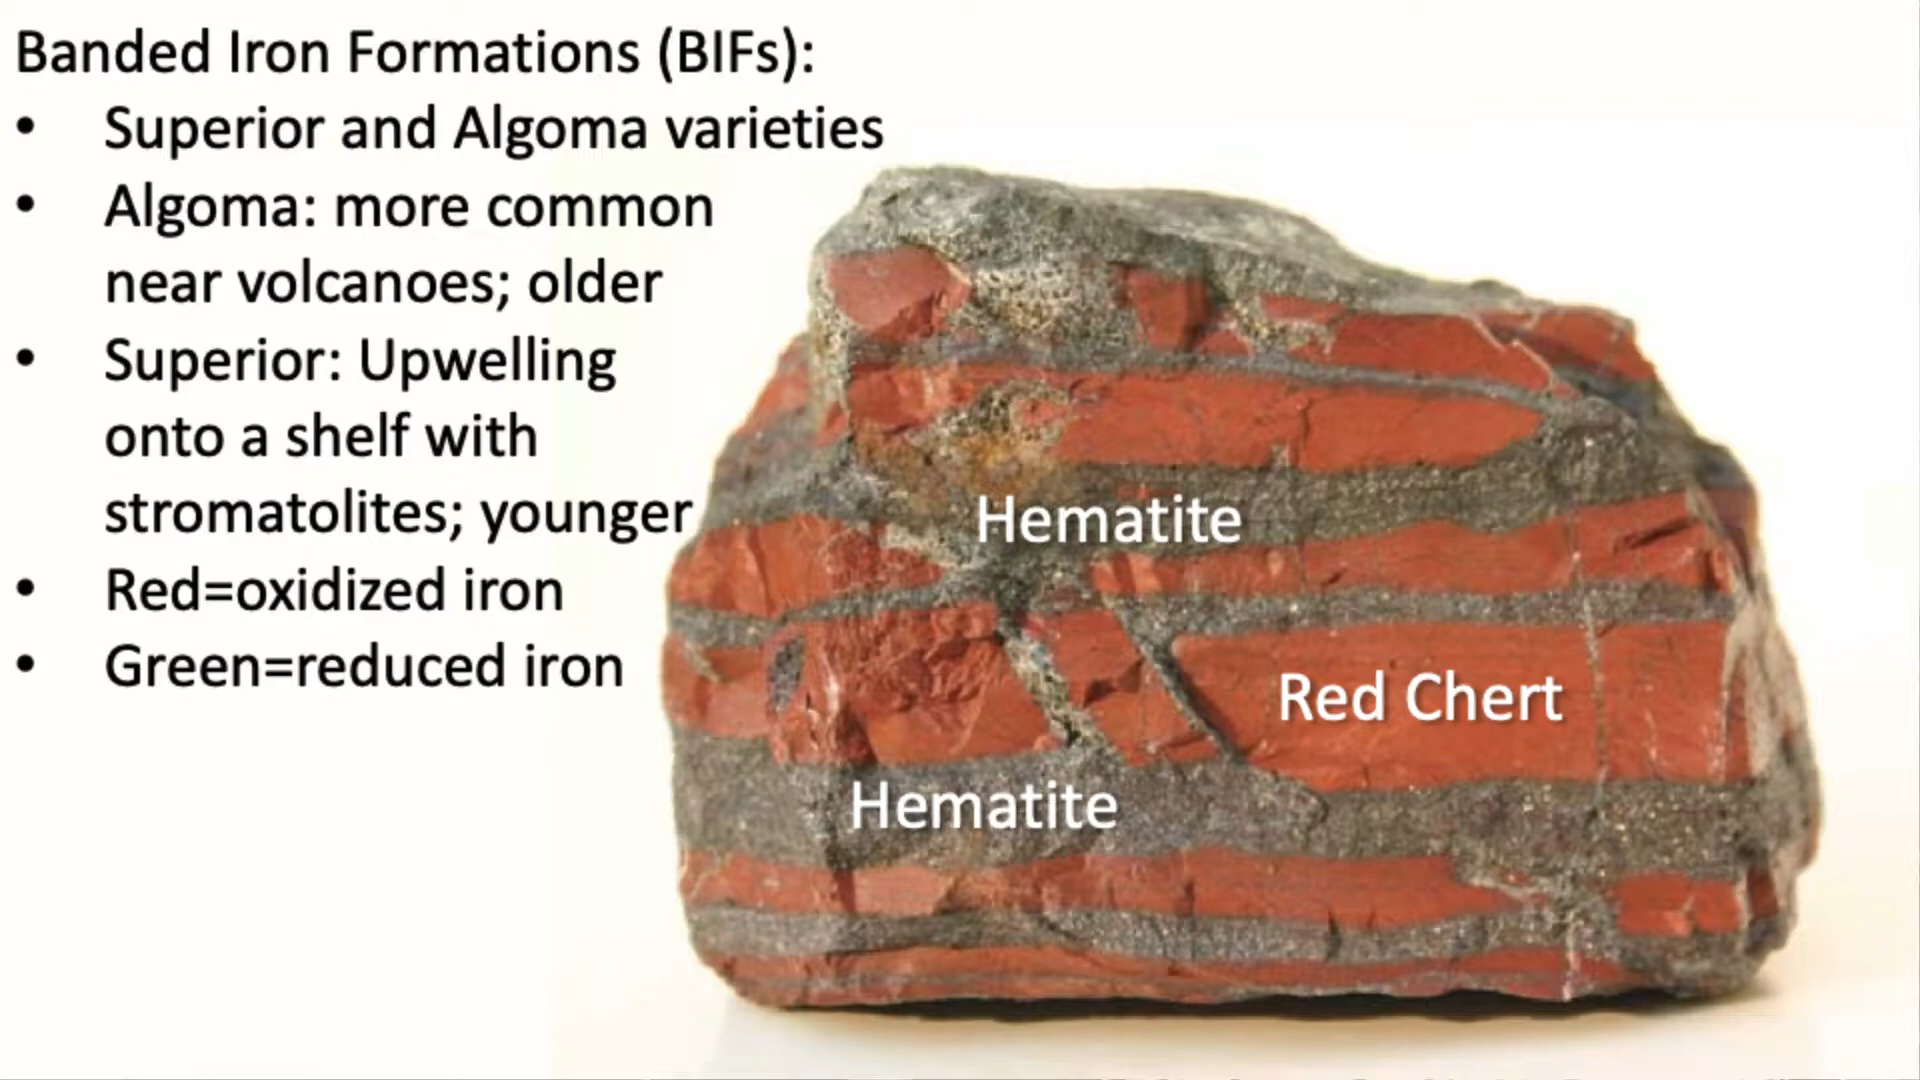 Banded Iron Formations (BIFs):
• Superior and Algoma varieties
• Algoma: more common
near volcanoes; older
• Superior: Upwelling
onto a shelf with
stromatolites; younger
• Red=oxidized iron
• Green=reduced iron
Hematite
Red Chert
Hematite